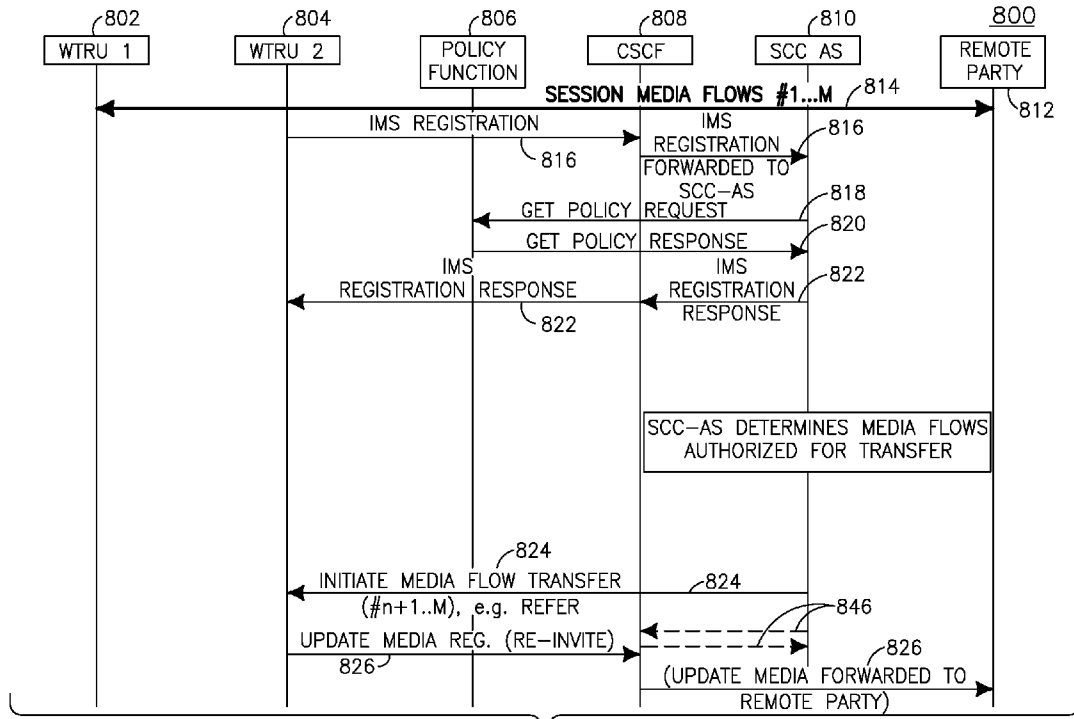 800
802
804
806
808
810
WTRU 1
WTRU 2
POLICY
FUNCTION
CSCF
SCC AS
REMOTE
PARTY
812
SESSION MEDIA FLOWS #1...M
814
IMS REGISTRATION
816
IMS
REGISTRATION
FORWARDED TO
SCC-AS
816
GET POLICY REQUEST
818
GET POLICY RESPONSE
820
IMS
REGISTRATION RESPONSE
822
IMS
REGISTRATION
RESPONSE
822
SCC-AS DETERMINES MEDIA FLOWS
AUTHORIZED FOR TRANSFER
824
INITIATE MEDIA FLOW TRANSFER
(#n+1..M), e.g. REFER
824
846
UPDATE MEDIA REG. (RE-INVITE)
826
826
(UPDATE MEDIA FORWARDED TO
REMOTE PARTY)